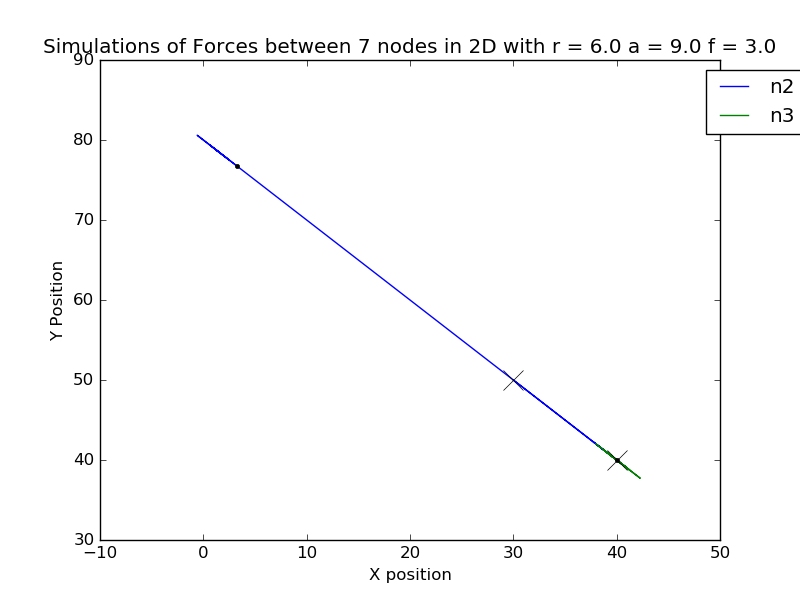 Simulations of Forces between 7 nodes in 2D with r = 6.0 a = 9.0 f = 3.0
90
80
70
60
50
40
30
Y Position
n2
n3
−10
0
10
20
30
40
50
X position